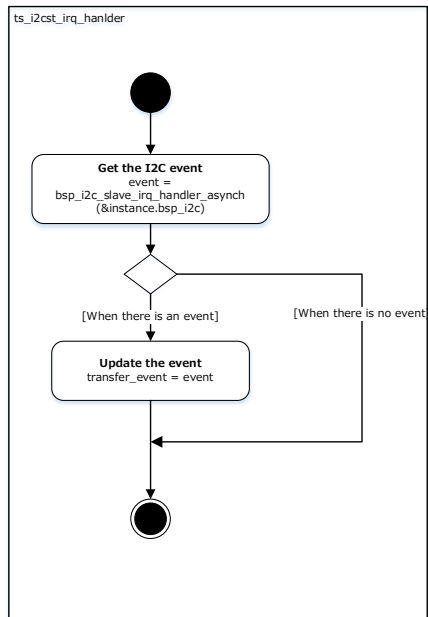 ts_i2cst_irq_hanlder
Get the I2C event
event =
bsp_i2c_slave_irq_handler_asynch
(&instance.bsp_i2c)
[When there is an event]
[When there is no event
Update the event
transfer_event = event